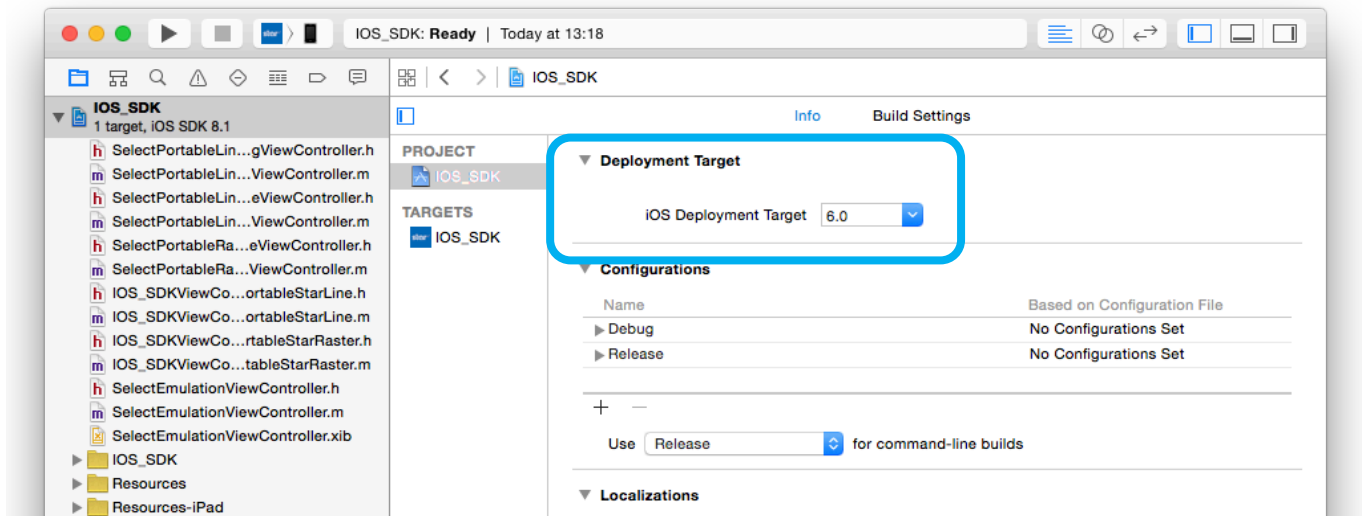 IOS_SDK: Ready | Today at 13:18
IOS_SDK
IOS_SDK
1 target, iOS SDK 8.1
SelectPortableLin...gViewController.h
SelectPortableLin...ViewController.m
SelectPortableLin...eViewController.h
SelectPortableLin...ViewController.m
SelectPortableRa...eViewController.h
SelectPortableRa...ViewController.m
IOS_SDKViewCo...ortableStarLine.h
IOS_SDKViewCo...ortableStarLine.m
IOS_SDKViewCo...rtableStarRaster.h
IOS_SDKViewCo...tableStarRaster.m
SelectEmulationViewController.h
SelectEmulationViewController.m
SelectEmulationViewController.xib
IOS_SDK
Resources
Resources-iPad
Info Build Settings
PROJECT
IOS_SDK
TARGETS
star IOS_SDK
Deployment Target
iOS Deployment Target 6.0
Configurations
Name Based on Configuration File
Debug No Configurations Set
Release No Configurations Set
+ −
Use Release for command-line builds
Localizations